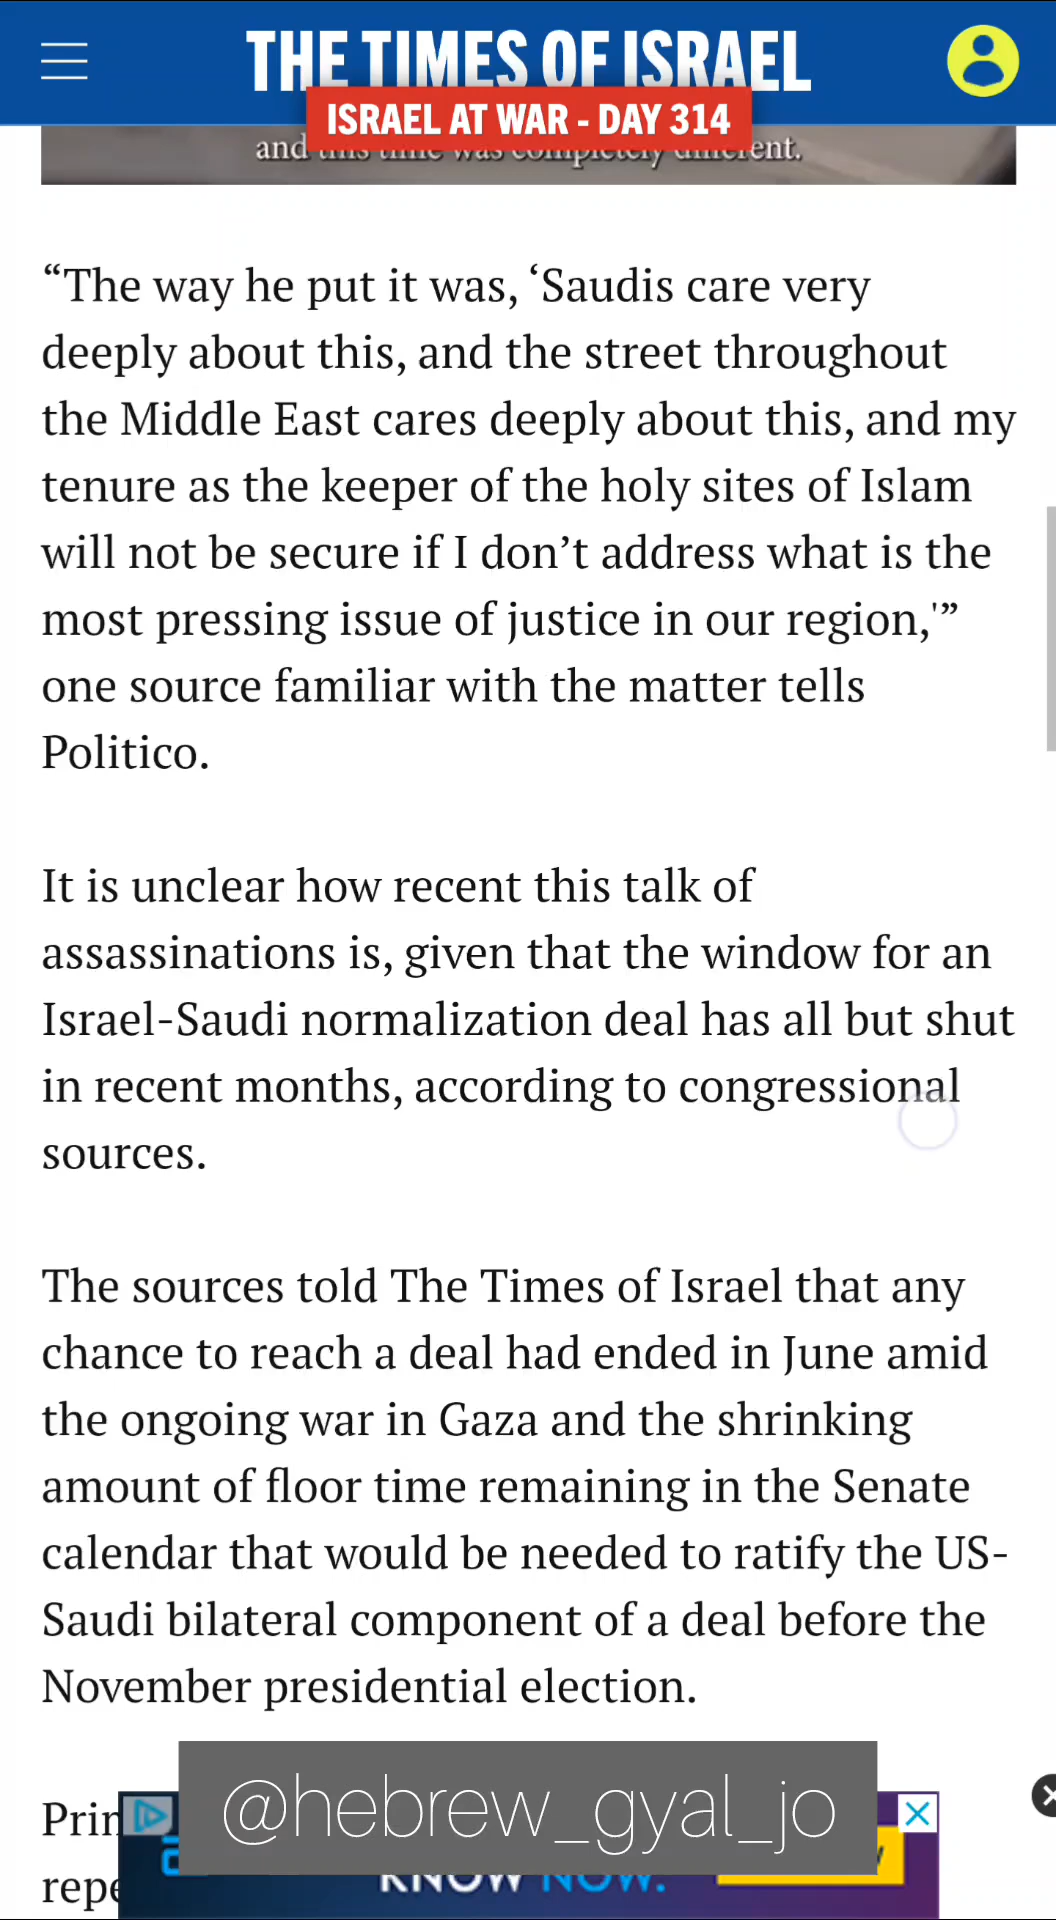 THE TIMES OF ISRAEL
ISRAEL AT WAR - DAY 314
and
“The way he put it was, ‘Saudis care very
deeply about this, and the street throughout
the Middle East cares deeply about this, and my
tenure as the keeper of the holy sites of Islam
will not be secure if I don’t address what is the
most pressing issue of justice in our region,'”
one source familiar with the matter tells
Politico.
It is unclear how recent this talk of
assassinations is, given that the window for an
Israel-Saudi normalization deal has all but shut
in recent months, according to congressional
sources.
The sources told The Times of Israel that any
chance to reach a deal had ended in June amid
the ongoing war in Gaza and the shrinking
amount of floor time remaining in the Senate
calendar that would be needed to ratify the US-
Saudi bilateral component of a deal before the
November presidential election.
@hebrew_gyal_jo
KNOW NOW.